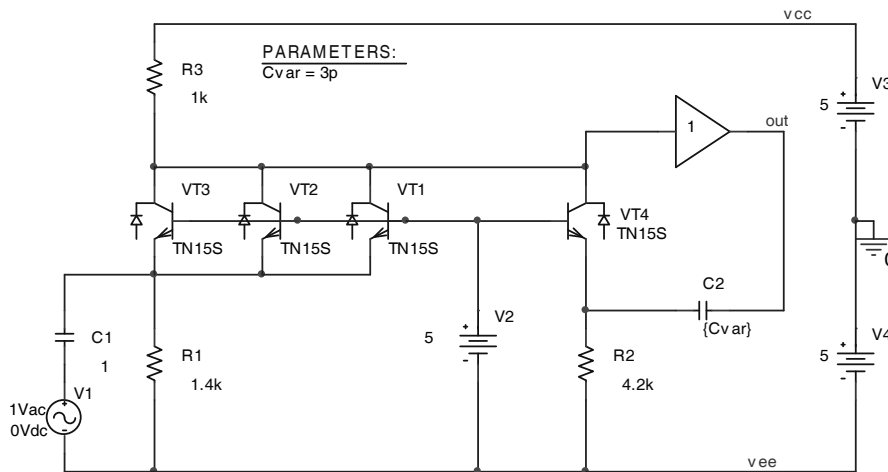 vcc
PARAMETERS:
Cvar = 3p
R3
1k
V3
5
+
-
out
1
VT3
VT2
VT1
VT4
TN15S
TN15S
TN15S
TN15S
0
C2
{Cvar}
C1
1
R1
1.4k
V2
5
+
-
R2
4.2k
V4
5
+
-
V1
1Vac
0Vdc
+
-
vee